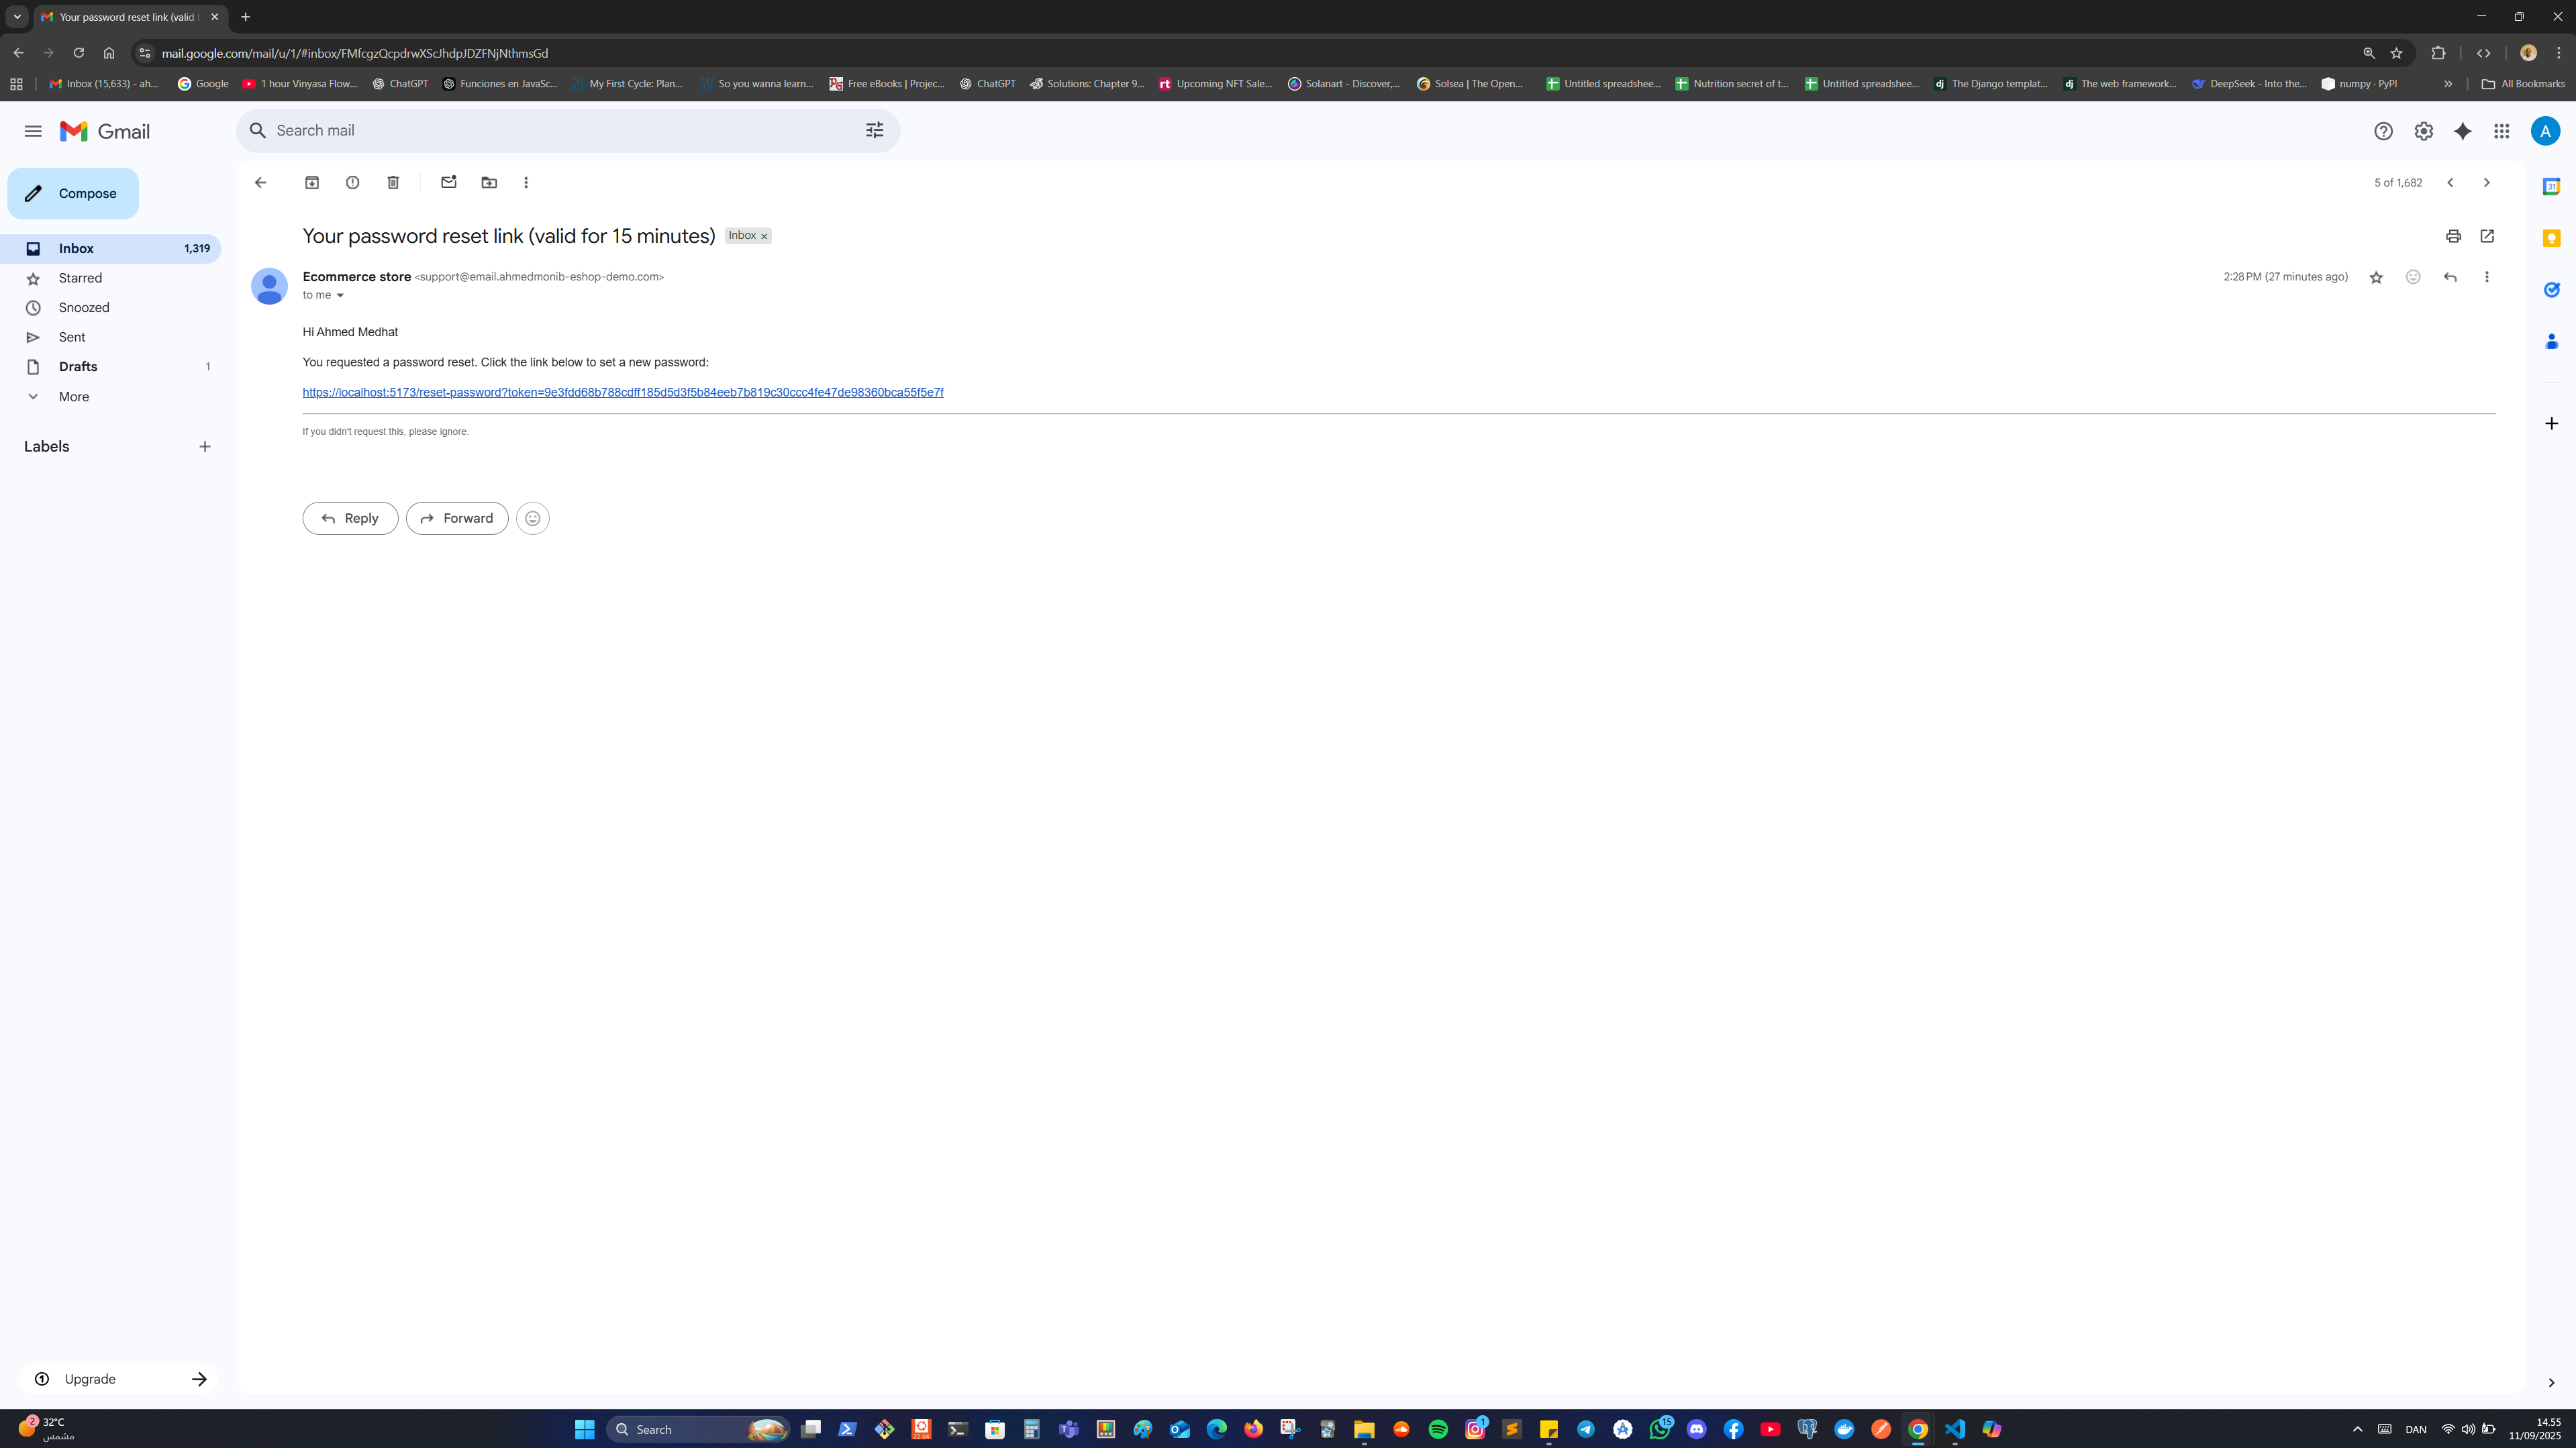 Your password reset link (valid f
mail.google.com/mail/u/1/#inbox/FMfcgzQcpdrwXScJhdpJDZFNjNthmsGd
Inbox (15,633) - ah...
Google
1 hour Vinyasa Flow...
ChatGPT
Funciones en JavaSc...
My First Cycle: Plan...
So you wanna learn...
Free eBooks | Projec...
ChatGPT
Solutions: Chapter 9...
Upcoming NFT Sale...
Solanart - Discover,...
Solsea | The Open...
Untitled spreadshee...
Nutrition secret of t...
Untitled spreadshee...
The Django templat...
The web framework...
DeepSeek - Into the...
numpy · PyPI
All Bookmarks
Gmail
Search mail
A
Compose
5 of 1,682
Inbox 1,319
Starred
Snoozed
Sent
Drafts 1
More
Labels
Your password reset link (valid for 15 minutes) Inbox x
Ecommerce store <support@email.ahmedmonib-eshop-demo.com>
2:28 PM (27 minutes ago)
to me
Hi Ahmed Medhat
You requested a password reset. Click the link below to set a new password:
https://localhost:5173/reset-password?token=9e3fdd68b788cdff185d5d3f5b84eeb7b819c30ccc4fe47de98360bca55f5e7f
If you didn't request this, please ignore.
Reply
Forward
Upgrade
2
32°C
مشمس
Search
22.04
1
15
DAN
14.55
11/09/2025